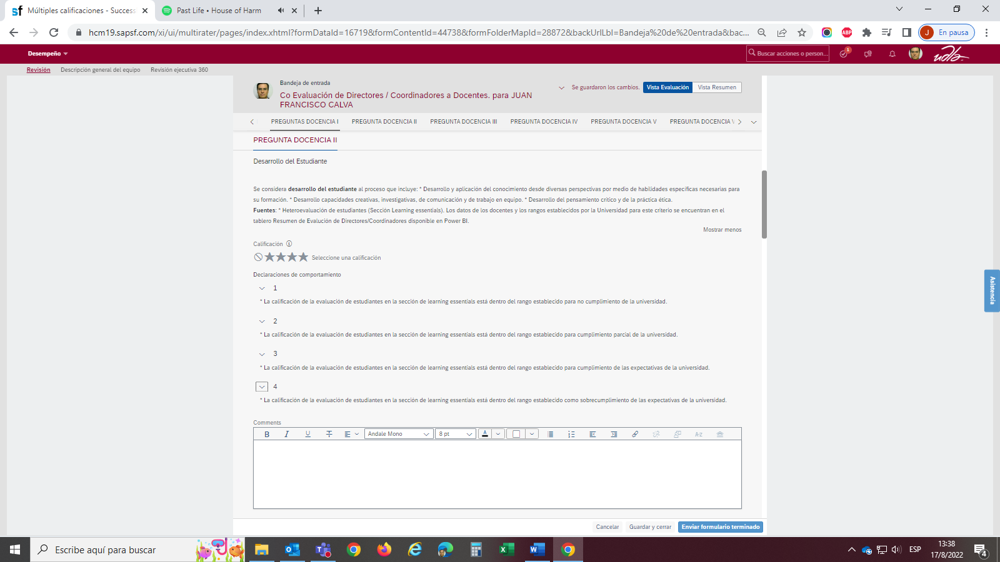 Múltiples calificaciones - Success
Past Life • House of Harm
hcm19.sapsf.com/xi/ui/multirater/pages/index.xhtml?formDataId=16719&formContentId=44738&formFolderMapId=28872&backUrlLbl=Bandeja%20de%20entrada&bac...
ABP
J En pausa
Desempeño
Buscar acciones o person...
1
udla
Revisión Descripción general del equipo Revisión ejecutiva 360
Bandeja de entrada
Co Evaluación de Directores / Coordinadores a Docentes. para JUAN
FRANCISCO CALVA
Se guardaron los cambios. Vista Evaluación Vista Resumen
PREGUNTAS DOCENCIA I PREGUNTA DOCENCIA II PREGUNTA DOCENCIA III PREGUNTA DOCENCIA IV PREGUNTA DOCENCIA V PREGUNTA DOCENCIA V
PREGUNTA DOCENCIA II
Desarrollo del Estudiante
Se considera desarrollo del estudiante al proceso que incluye: * Desarrollo y aplicación del conocimiento desde diversas perspectivas por medio de habilidades específicas necesarias para
su formación. * Desarrollo capacidades creativas, investigativas, de comunicación y de trabajo en equipo. * Desarrollo del pensamiento crítico y de la práctica ética.
Fuentes: * Heteroevaluación de estudiantes (Sección Learning essentials). Los datos de los docentes y los rangos establecidos por la Universidad para este criterio se encuentran en el
tablero Resumen de Evalución de Directores/Coordinadores disponible en Power BI.
Mostrar menos
Calificación
Seleccione una calificación
Declaraciones de comportamiento
1
* La calificación de la evaluación de estudiantes en la sección de learning essentials está dentro del rango establecido para no cumplimiento de la universidad.
2
* La calificación de la evaluación de estudiantes en la sección de learning essentials está dentro del rango establecido para cumplimiento parcial de la universidad.
3
* La calificación de la evaluación de estudiantes en la sección de learning essentials está dentro del rango establecido para cumplimiento de las expectativas de la universidad.
4
* La calificación de la evaluación de estudiantes en la sección de learning essentials está dentro del rango establecido como sobrecumplimiento de las expectativas de la universidad.
Asistencia
Comments
B I U T Andale Mono 8 pt A A-Z
Cancelar Guardar y cerrar Enviar formulario terminado
Escribe aquí para buscar
ESP
13:38
17/8/2022
4